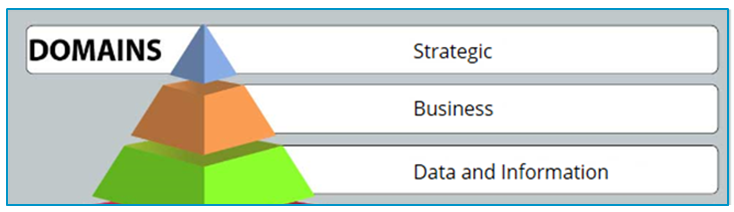 DOMAINS Strategic
Business
Data and Information